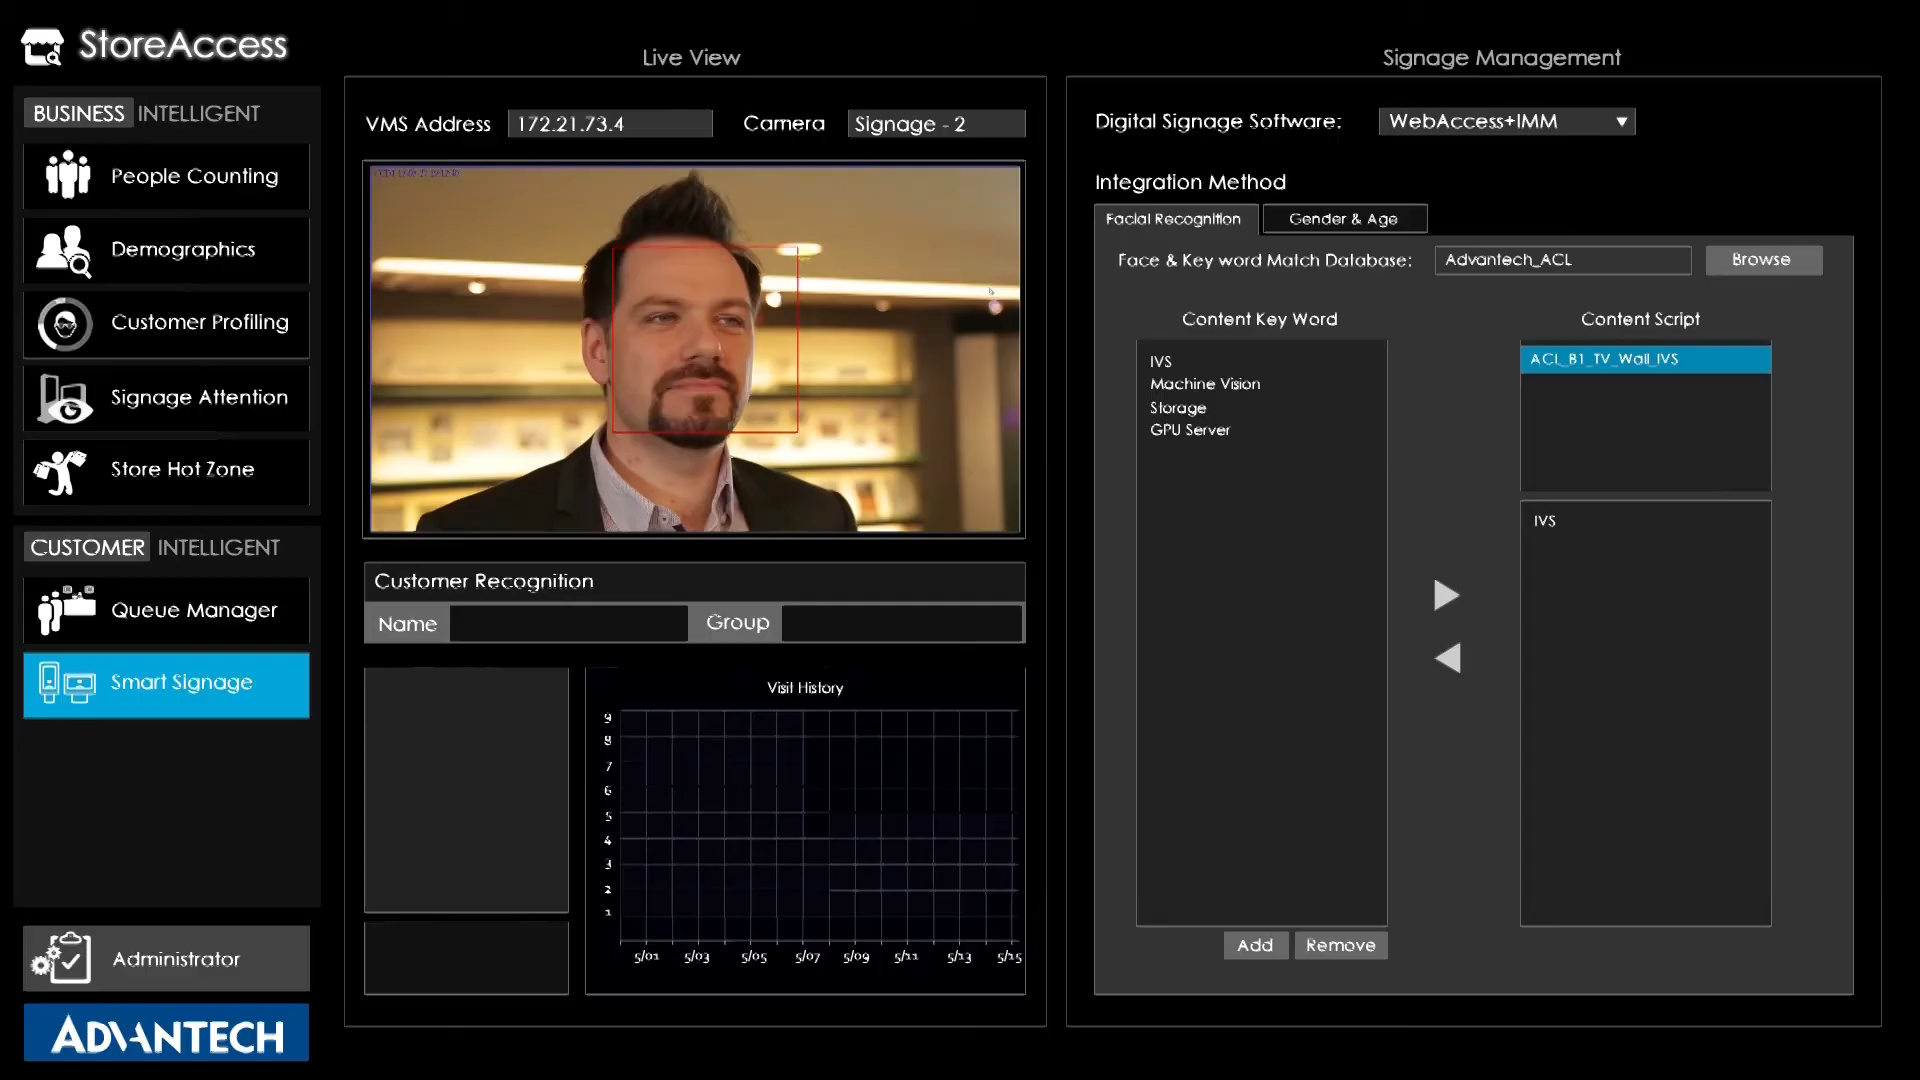 StoreAccess
BUSINESS INTELLIGENT
People Counting
Demographics
Customer Profiling
Signage Attention
Store Hot Zone
CUSTOMER INTELLIGENT
Queue Manager
Smart Signage
Administrator
ADVANTECH
Live View
VMS Address 172.21.73.4 Camera Signage - 2
Customer Recognition
Name Group
Visit History
9
8
7
6
5
4
3
2
1
5/01 5/03 5/05 5/07 5/09 5/11 5/13 5/15
Signage Management
Digital Signage Software: WebAccess+IMM
Integration Method
Facial Recognition Gender & Age
Face & Key word Match Database: Advantech_ACL Browse
Content Key Word
IVS
Machine Vision
Storage
GPU Server
Add Remove
Content Script
ACL_B1_TV_Wall_IVS
IVS